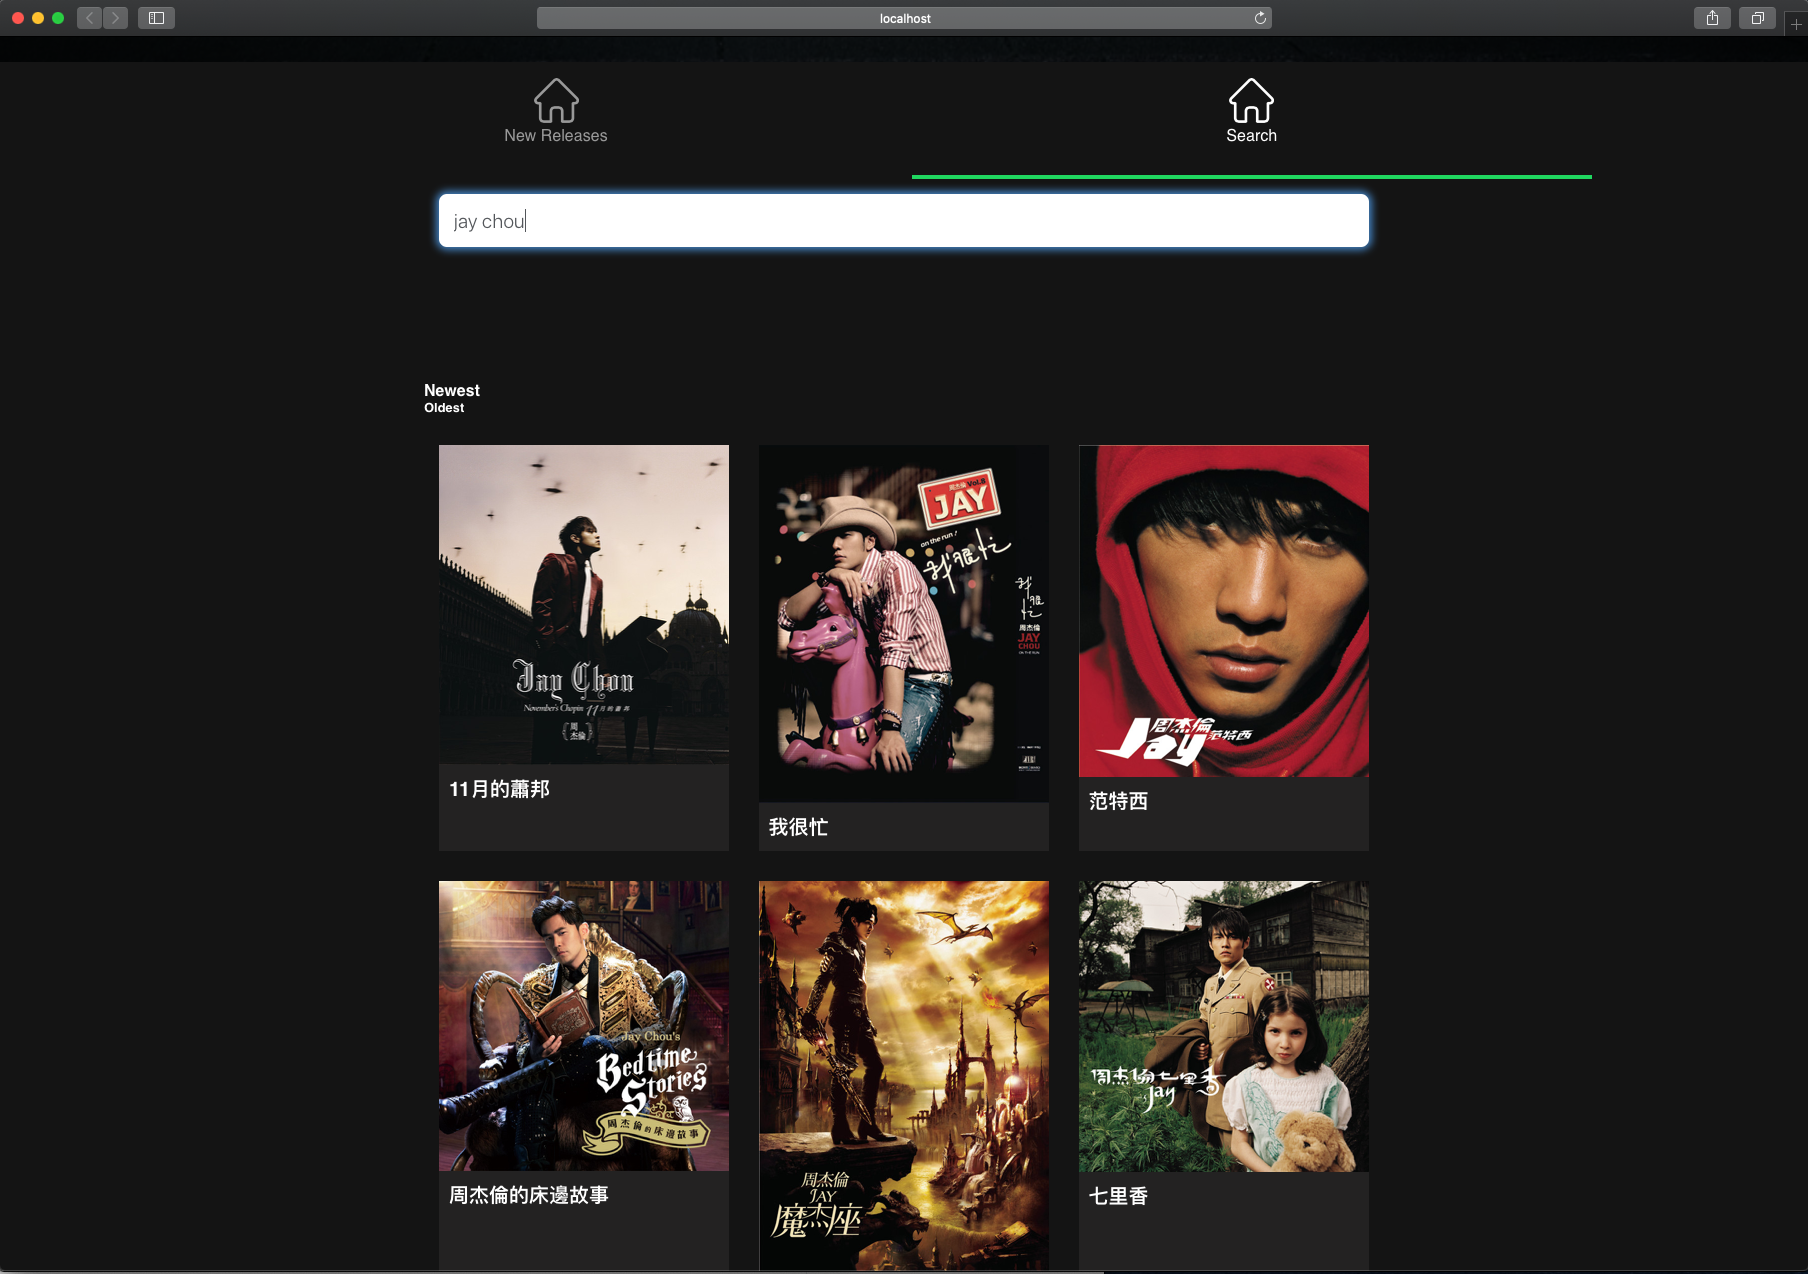 localhost
New Releases
Search
jay chou
Newest
Oldest
Jay Chou
November's Chopin 11月的蕭邦
周
杰倫
11月的蕭邦
周杰倫 Vol.8
JAY
on the run!
我很忙
我很忙
周杰倫
JAY
CHOU
ON THE RUN
我很忙
周杰倫
Jay
范特西
范特西
Jay Chou's
Bedtime
Stories
周杰倫的床邊故事
周杰倫的床邊故事
周杰倫
JAY
魔杰座
周杰倫七里香
Jay
七里香